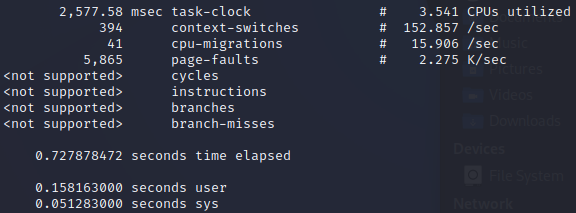 2,577.58 msec task-clock # 3.541 CPUs utilized
394 context-switches # 152.857 /sec
41 cpu-migrations # 15.906 /sec
5,865 page-faults # 2.275 K/sec
<not supported> cycles
<not supported> instructions
<not supported> branches
<not supported> branch-misses
0.727878472 seconds time elapsed
0.158163000 seconds user
0.051283000 seconds sys
Music
Pictures
Videos
Downloads
Devices
File System
Network